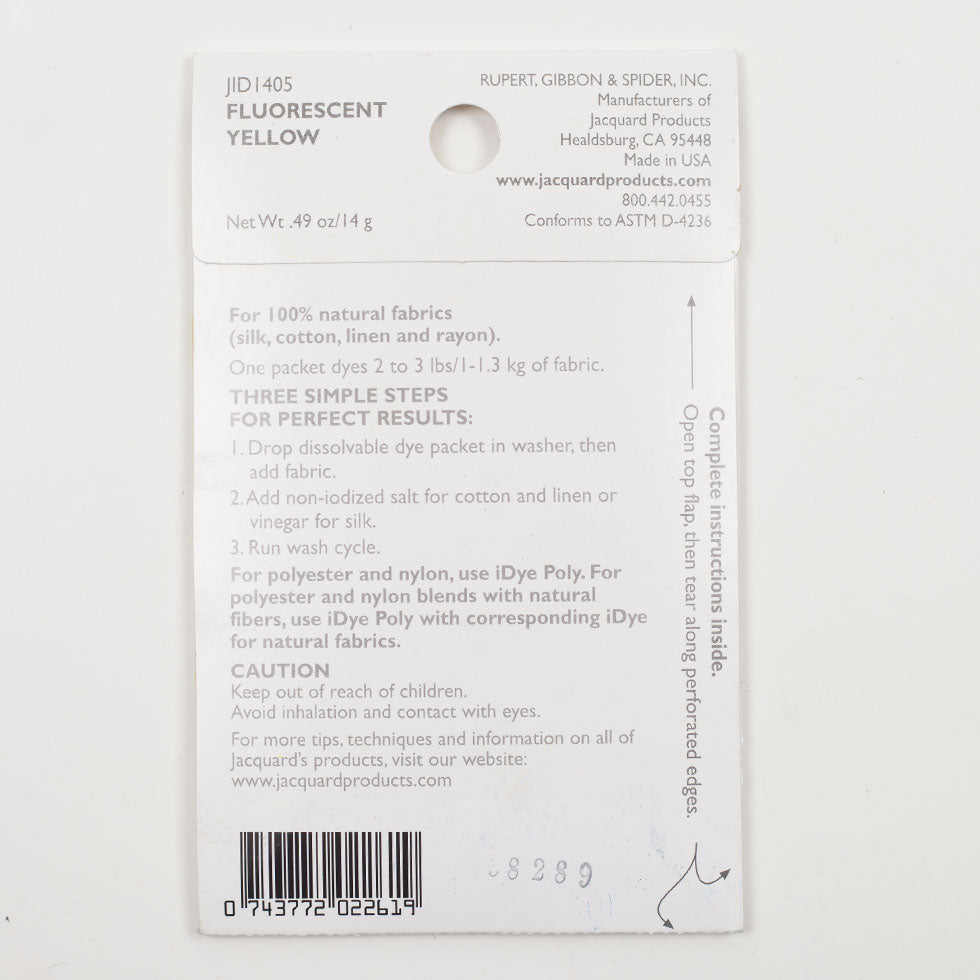 JID1405
FLUORESCENT
YELLOW
Net Wt .49 oz/14 g
RUPERT, GIBBON & SPIDER, INC.
Manufacturers of
Jacquard Products
Healdsburg, CA 95448
Made in USA
www.jacquardproducts.com
800.442.0455
Conforms to ASTM D-4236
For 100% natural fabrics
(silk, cotton, linen and rayon).
One packet dyes 2 to 3 lbs/1-1.3 kg of fabric.
THREE SIMPLE STEPS
FOR PERFECT RESULTS:
1. Drop dissolvable dye packet in washer, then
add fabric.
2. Add non-iodized salt for cotton and linen or
vinegar for silk.
3. Run wash cycle.
For polyester and nylon, use iDye Poly. For
polyester and nylon blends with natural
fibers, use iDye Poly with corresponding iDye
for natural fabrics.
CAUTION
Keep out of reach of children.
Avoid inhalation and contact with eyes.
For more tips, techniques and information on all of
Jacquard's products, visit our website:
www.jacquardproducts.com
Complete instructions inside.
Open top flap, then tear along perforated edges.
0 743772 022619